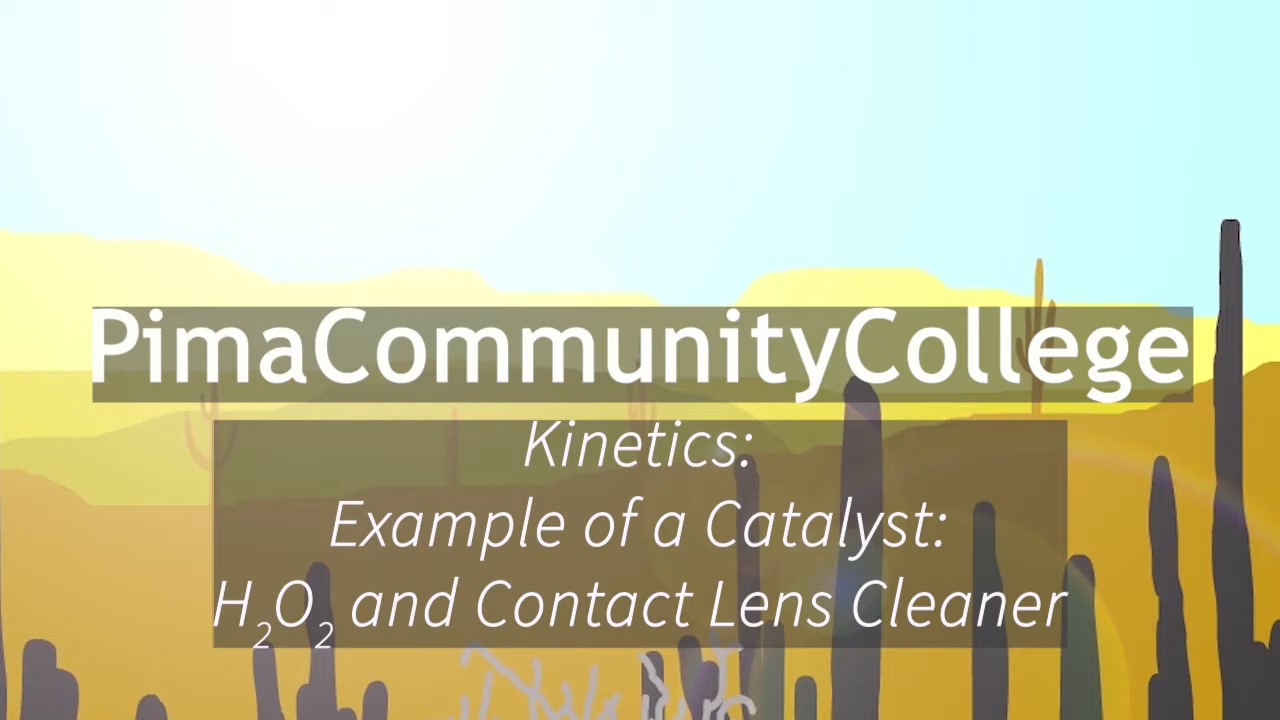 PimaCommunityCollege
Kinetics:
Example of a Catalyst:
H₂O₂ and Contact Lens Cleaner